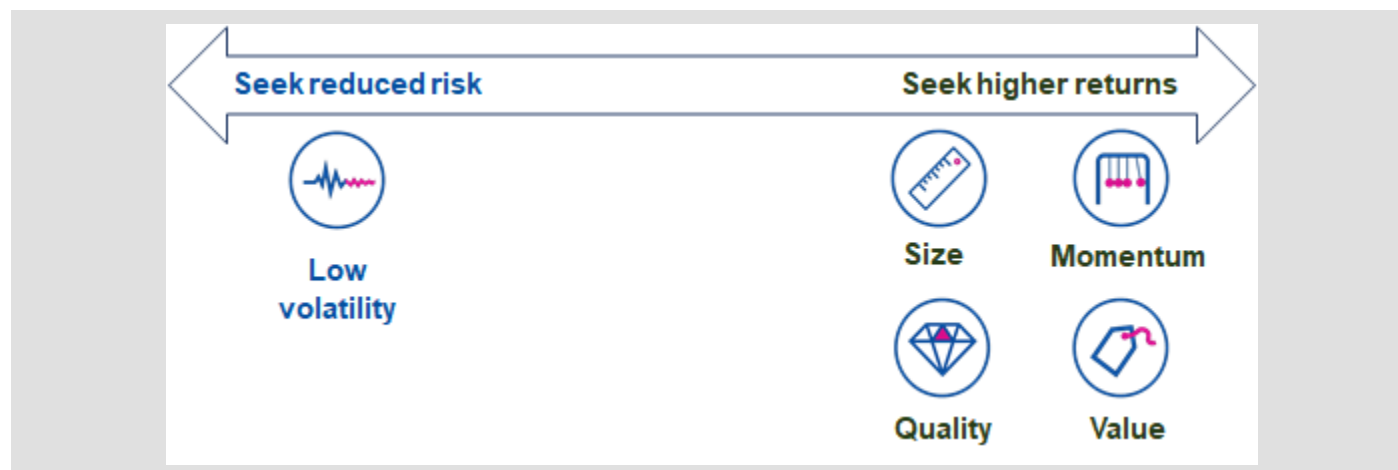 Seek reduced risk
Seek higher returns
Low
volatility
Size
Momentum
Quality
Value